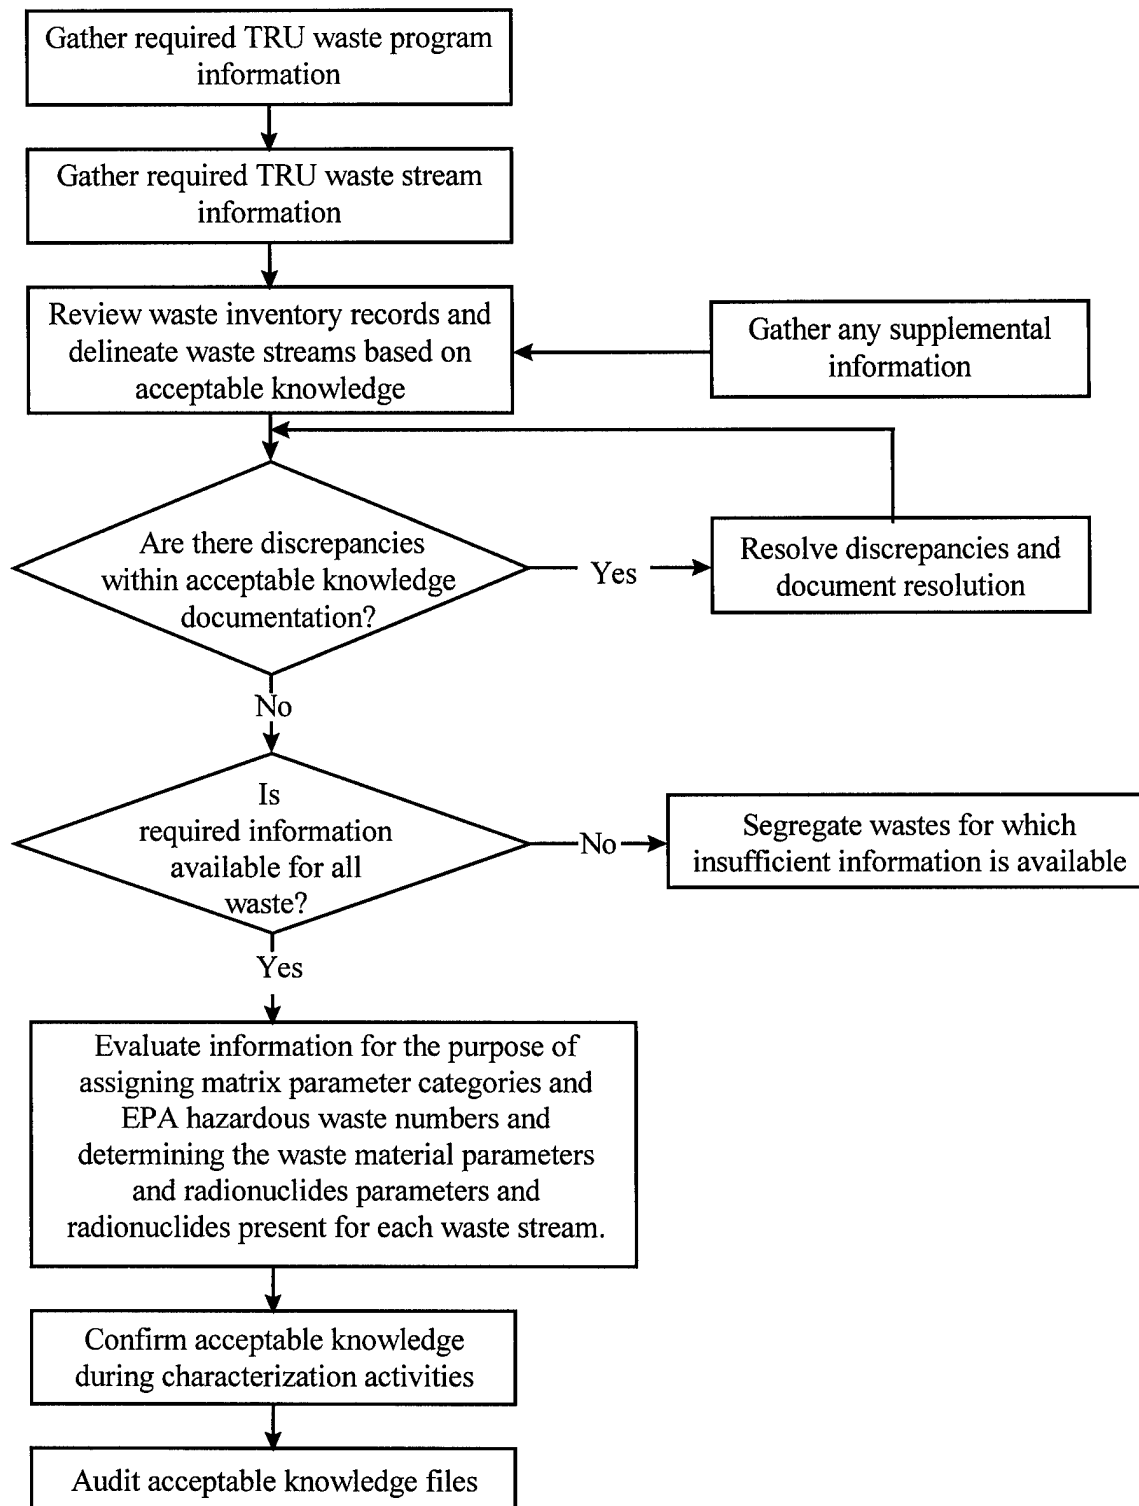 Gather required TRU waste program
information
Gather required TRU waste stream
information
Review waste inventory records and
delineate waste streams based on
acceptable knowledge
Gather any supplemental
information
Are there discrepancies
within acceptable knowledge
documentation?
Yes
Resolve discrepancies and
document resolution
No
Is
required information
available for all
waste?
No
Segregate wastes for which
insufficient information is available
Yes
Evaluate information for the purpose of
assigning matrix parameter categories and
EPA hazardous waste numbers and
determining the waste material parameters
and radionuclides parameters and
radionuclides present for each waste stream.
Confirm acceptable knowledge
during characterization activities
Audit acceptable knowledge files